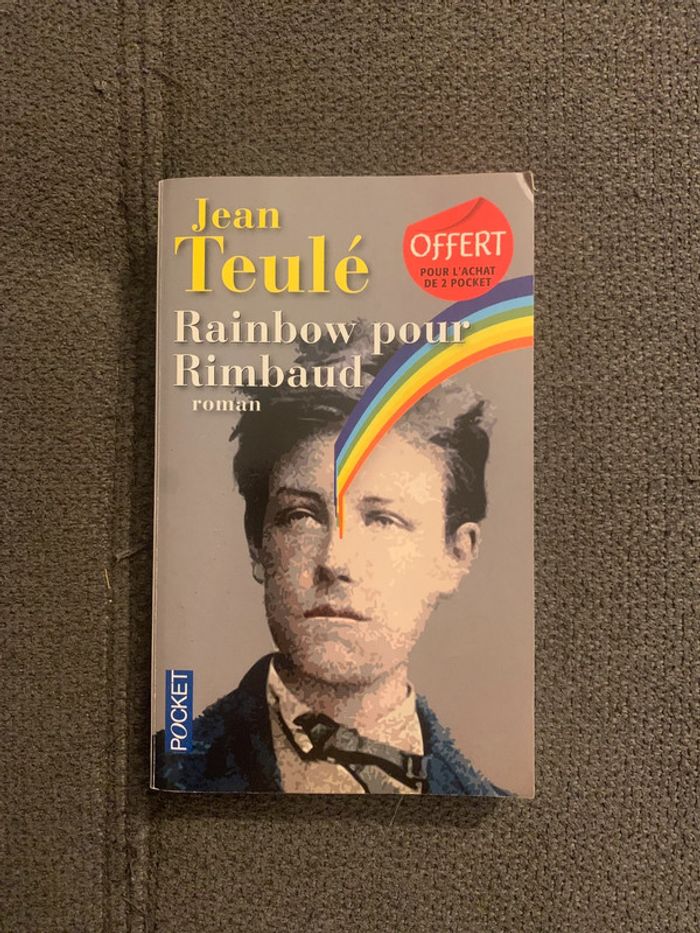 Jean
Teulé
OFFERT
POUR L'ACHAT
DE 2 POCKET
Rainbow pour
Rimbaud
roman
POCKET